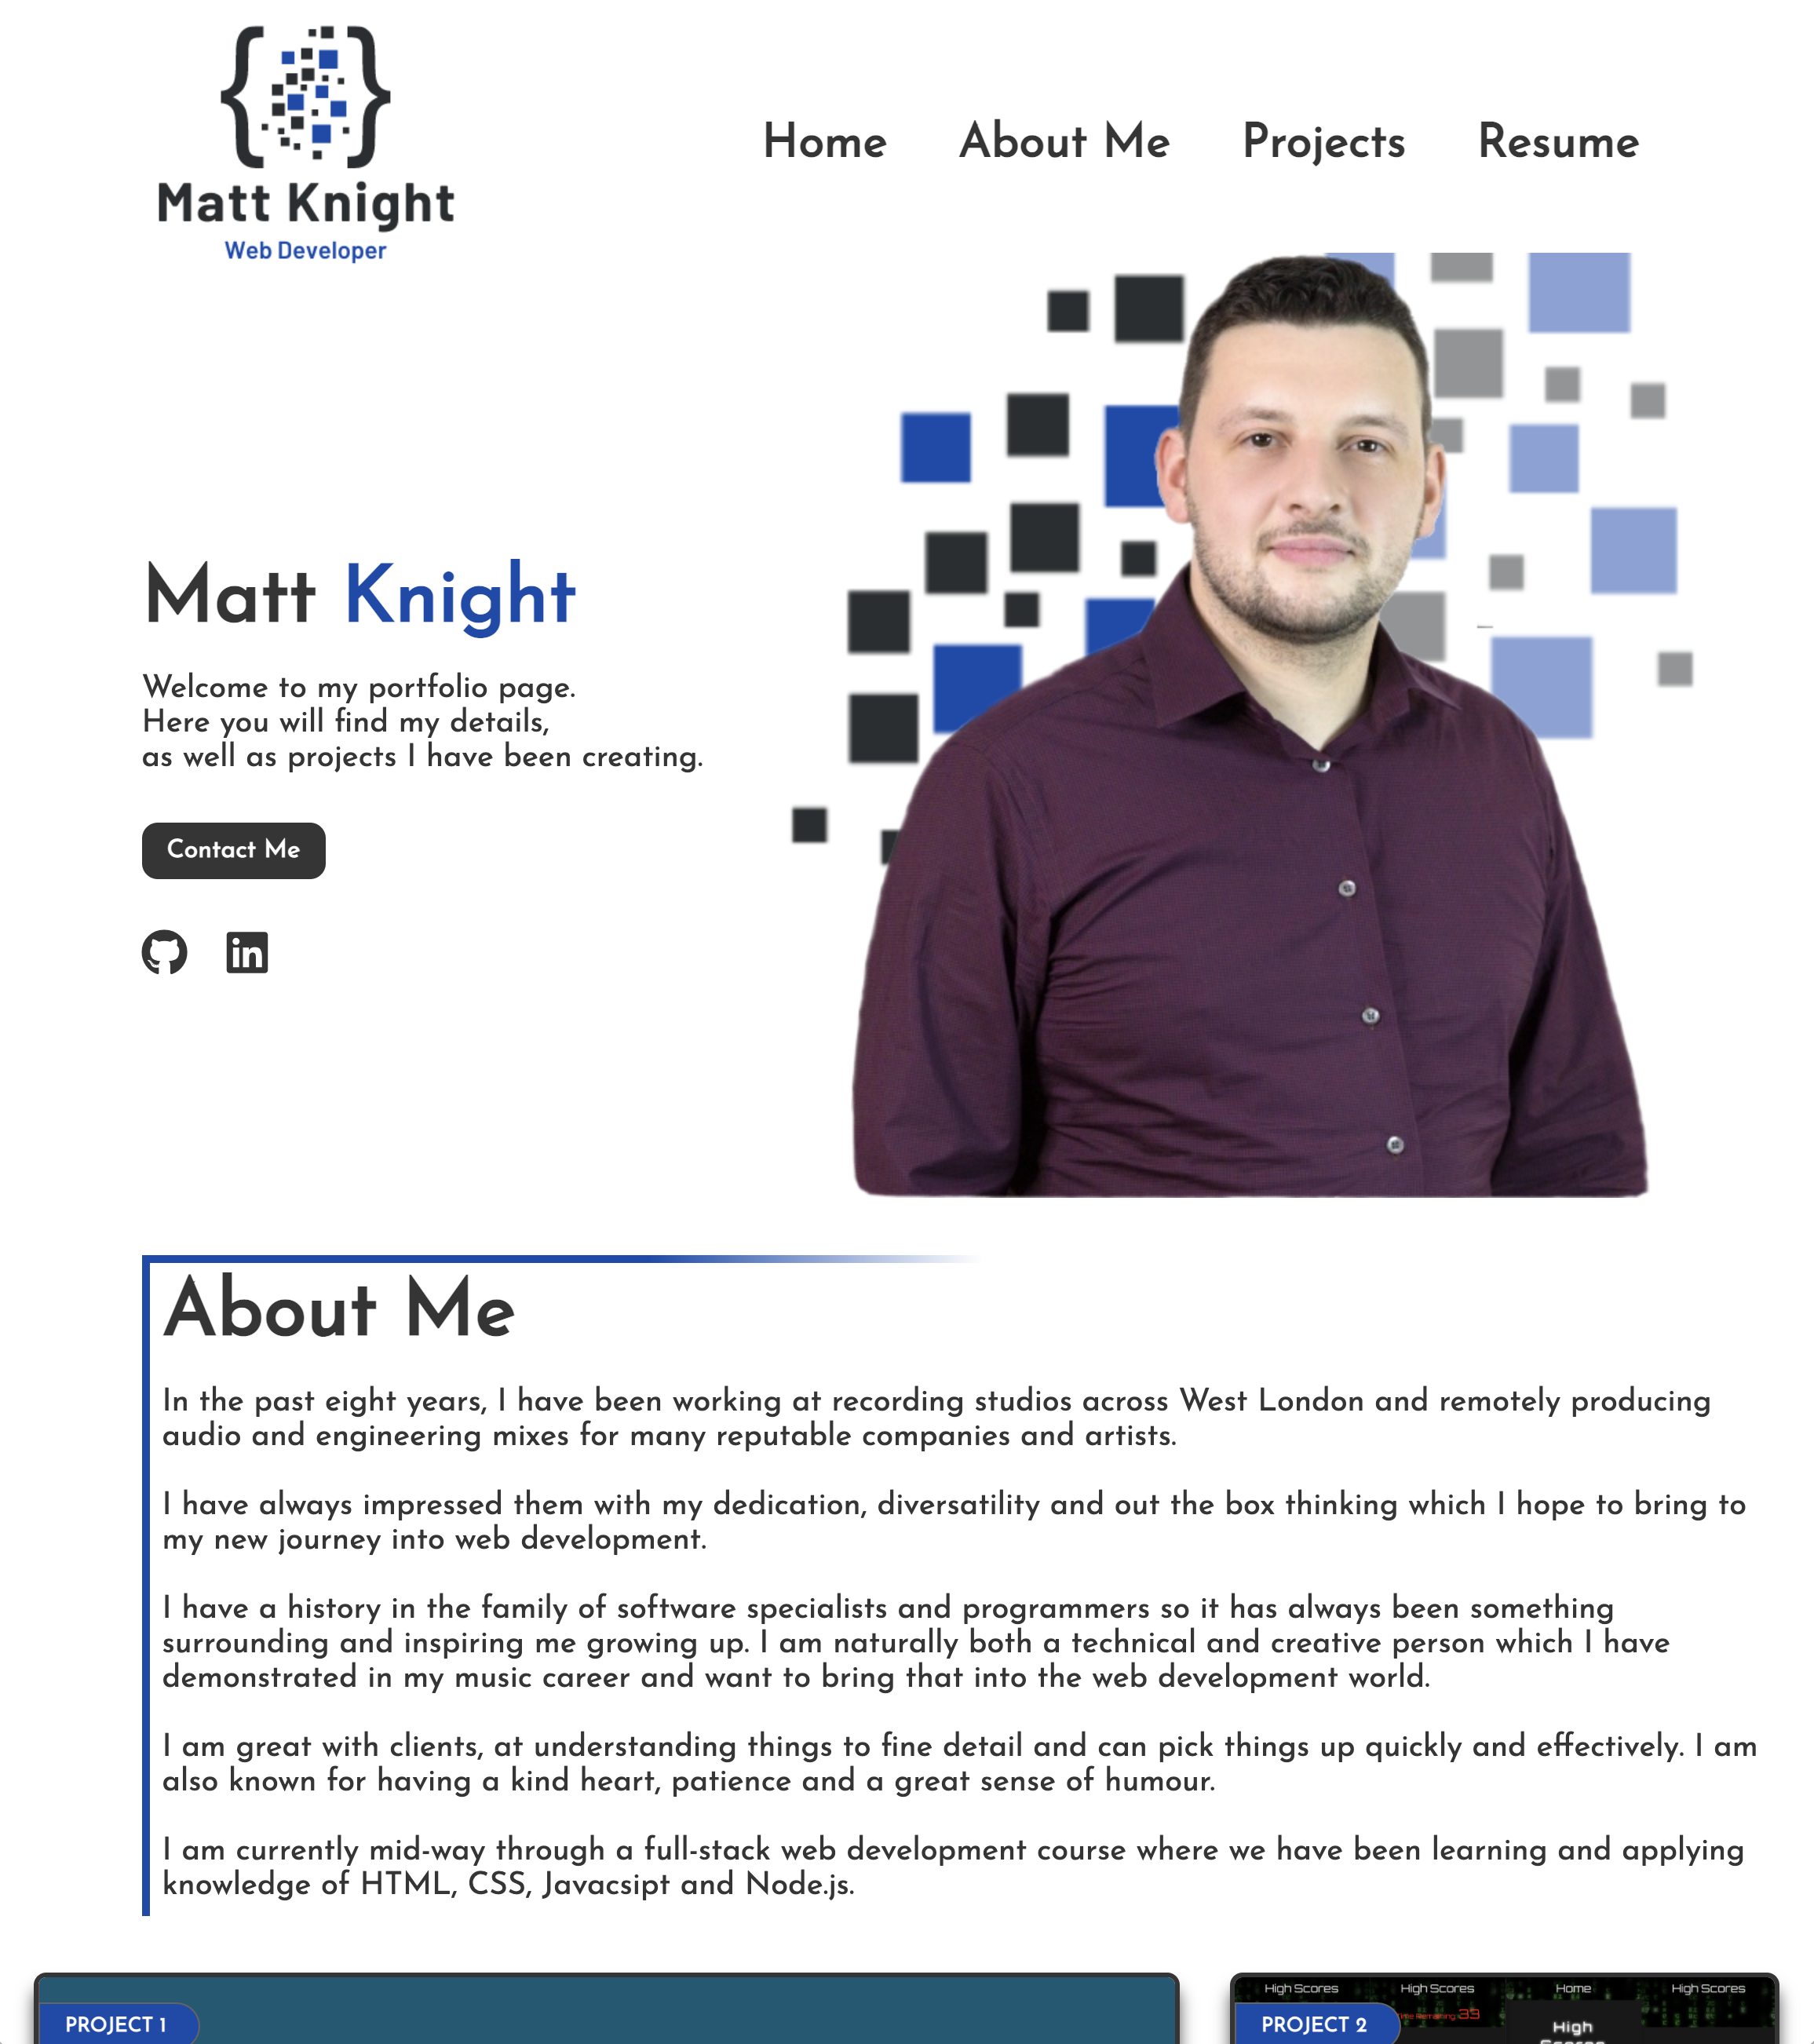 Matt Knight
Web Developer
Home About Me Projects Resume
Matt Knight
Welcome to my portfolio page.
Here you will find my details,
as well as projects I have been creating.
Contact Me
in
About Me
In the past eight years, I have been working at recording studios across West London and remotely producing
audio and engineering mixes for many reputable companies and artists.
I have always impressed them with my dedication, diversatility and out the box thinking which I hope to bring to
my new journey into web development.
I have a history in the family of software specialists and programmers so it has always been something
surrounding and inspiring me growing up. I am naturally both a technical and creative person which I have
demonstrated in my music career and want to bring that into the web development world.
I am great with clients, at understanding things to fine detail and can pick things up quickly and effectively. I am
also known for having a kind heart, patience and a great sense of humour.
I am currently mid-way through a full-stack web development course where we have been learning and applying
knowledge of HTML, CSS, Javacsipt and Node.js.
PROJECT 1
High Scores High Scores Home High Scores
PROJECT 2
Remaining 33
High
Scores